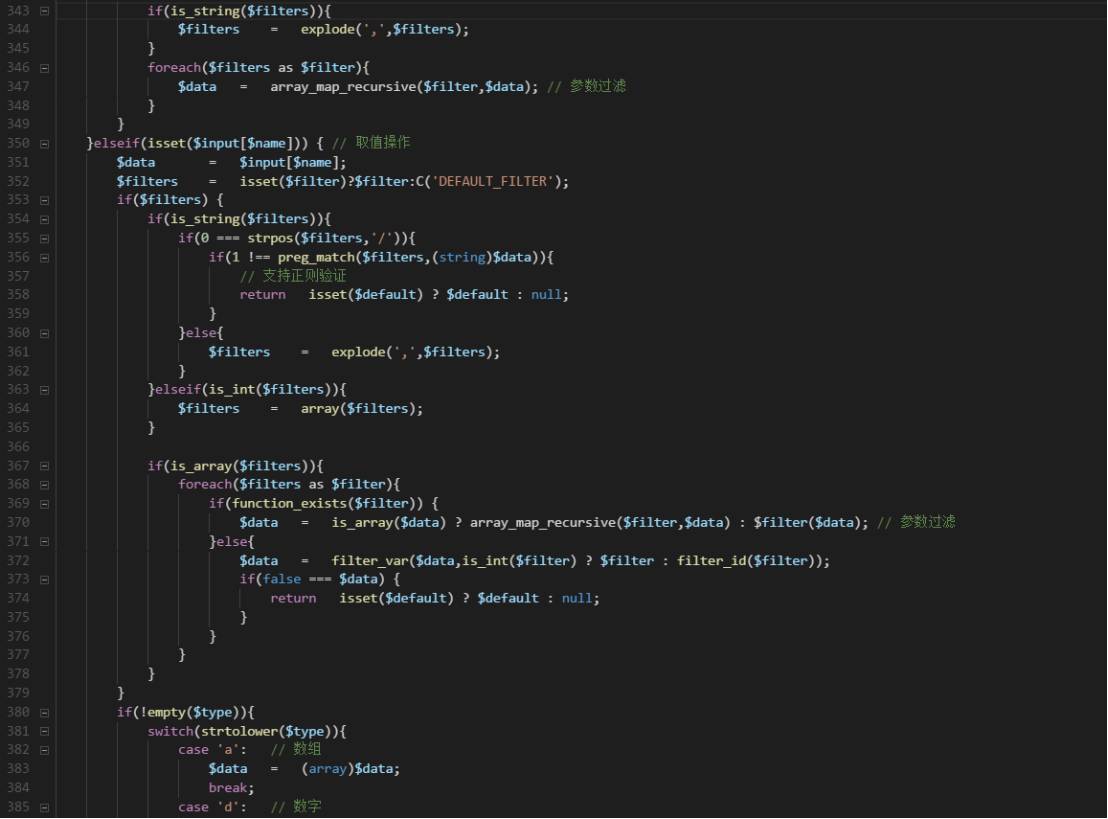 343 if(is_string($filters)){
344 $filters = explode(',',$filters);
345 }
346 foreach($filters as $filter){
347 $data = array_map_recursive($filter,$data); // 参数过滤
348 }
349 }
350 }elseif(isset($input[$name])) { // 取值操作
351 $data = $input[$name];
352 $filters = isset($filter)?$filter:C('DEFAULT_FILTER');
353 if($filters) {
354 if(is_string($filters)){
355 if(0 === strpos($filters,'/')){
356 if(1 !== preg_match($filters,(string)$data)){
357 // 支持正则验证
358 return isset($default) ? $default : null;
359 }
360 }else{
361 $filters = explode(',',$filters);
362 }
363 }elseif(is_int($filters)){
364 $filters = array($filters);
365 }
366
367 if(is_array($filters)){
368 foreach($filters as $filter){
369 if(function_exists($filter)) {
370 $data = is_array($data) ? array_map_recursive($filter,$data) : $filter($data); // 参数过滤
371 }else{
372 $data = filter_var($data,is_int($filter) ? $filter : filter_id($filter));
373 if(false === $data) {
374 return isset($default) ? $default : null;
375 }
376 }
377 }
378 }
379 }
380 if(!empty($type)){
381 switch(strtolower($type)){
382 case 'a': // 数组
383 $data = (array)$data;
384 break;
385 case 'd': // 数字